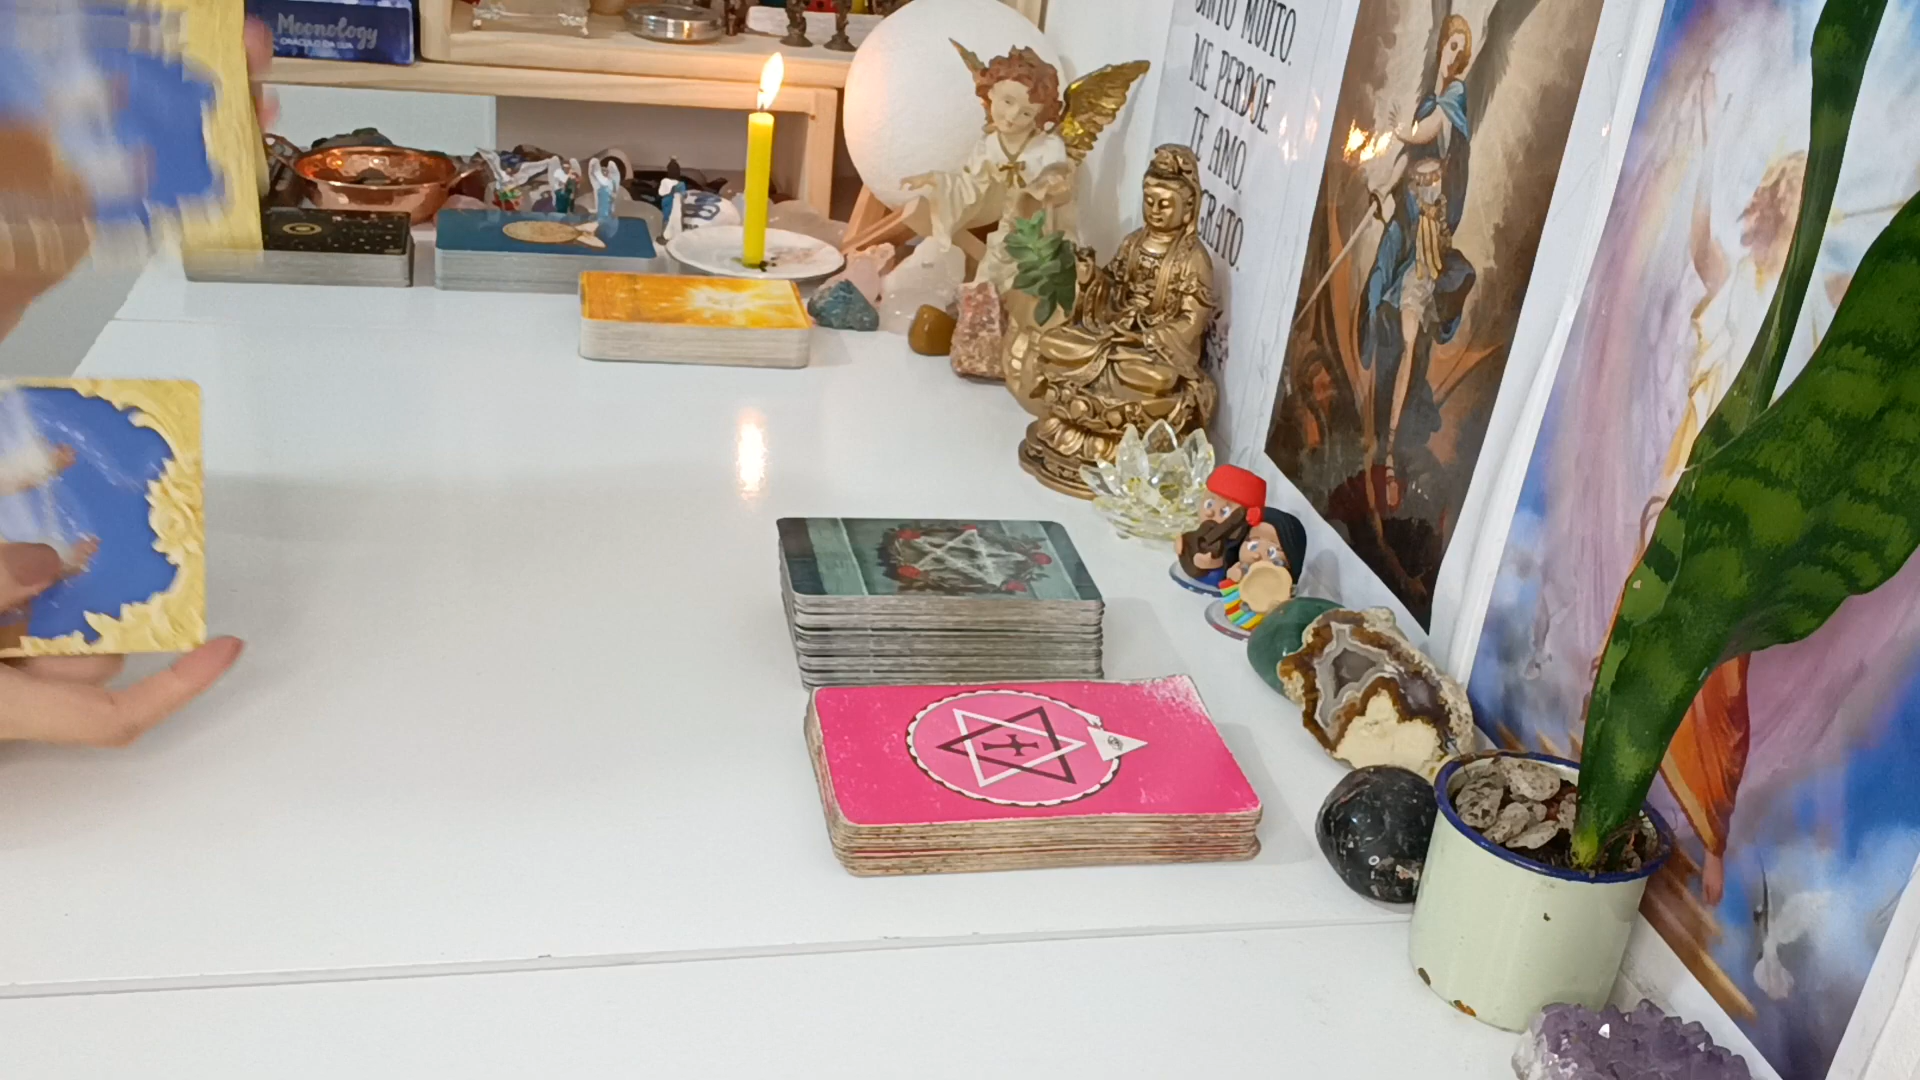 Moonology
ORÁCULO DA LUA
SINTO MUITO.
ME PERDOE.
TE AMO.
GRATO.